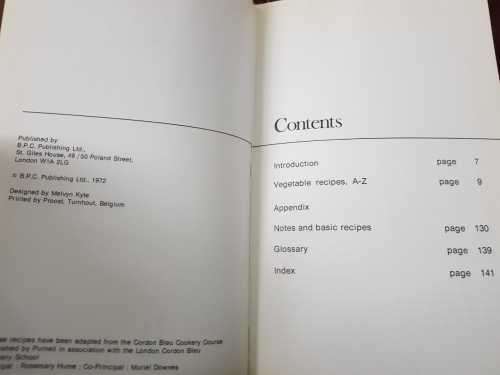 Published by
B.P.C. Publishing Ltd.,
St. Giles House, 49/50 Poland Street,
London W1A 2LG
© B.P.C. Publishing Ltd., 1972
Designed by Melvyn Kyte
Printed by Proost, Turnhout, Belgium
recipes have been adapted from the Cordon Bleu Cookery Course
by Purnell in association with the London Cordon Bleu
School
Rosemary Hume : Co-Principal : Muriel Downes
Contents
Introduction page 7
Vegetable recipes, A-Z page 9
Appendix
Notes and basic recipes page 130
Glossary page 139
Index page 141